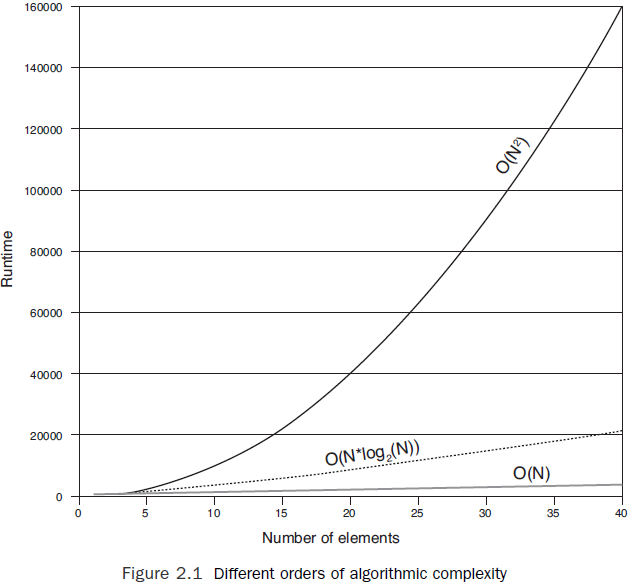 160000
140000
120000
100000
80000
60000
40000
20000
0
Runtime
O(N²)
O(N*log₂(N))
O(N)
0 5 10 15 20 25 30 35 40
Number of elements
Figure 2.1 Different orders of algorithmic complexity